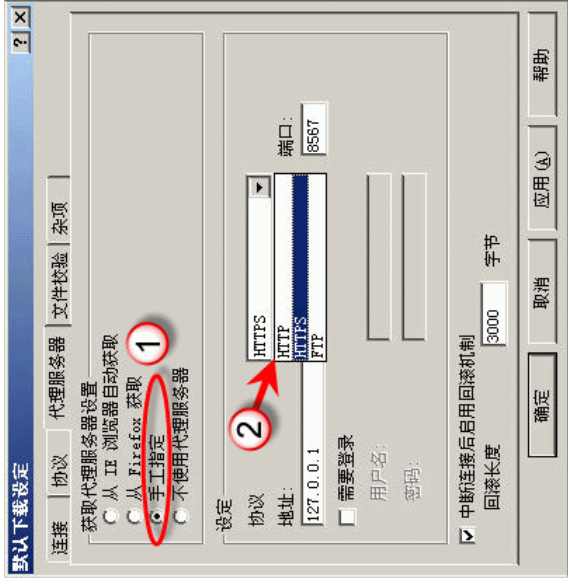 默认下载设定
连接 协议 代理服务器 文件校验 杂项
获取代理服务器设置
从 IE 浏览器自动获取
从 Firefox 获取
手工指定
不使用代理服务器
1
设定
协议 HTTPS
HTTP
HTTPS
FTP
2
地址: 端口:
127.0.0.1 8567
需要登录
用户名:
密码:
中断连接后启用回滚机制
回滚长度 3000 字节
确定 取消 应用(A) 帮助